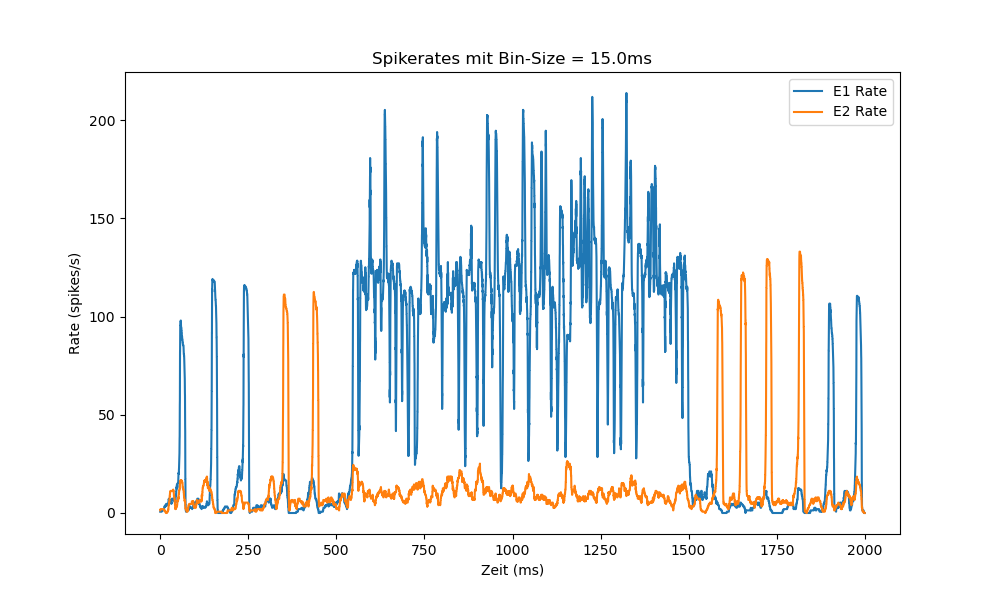 Spikerates mit Bin-Size = 15.0ms
E1 Rate
E2 Rate
200
150
100
50
0
Rate (spikes/s)
0 250 500 750 1000 1250 1500 1750 2000
Zeit (ms)